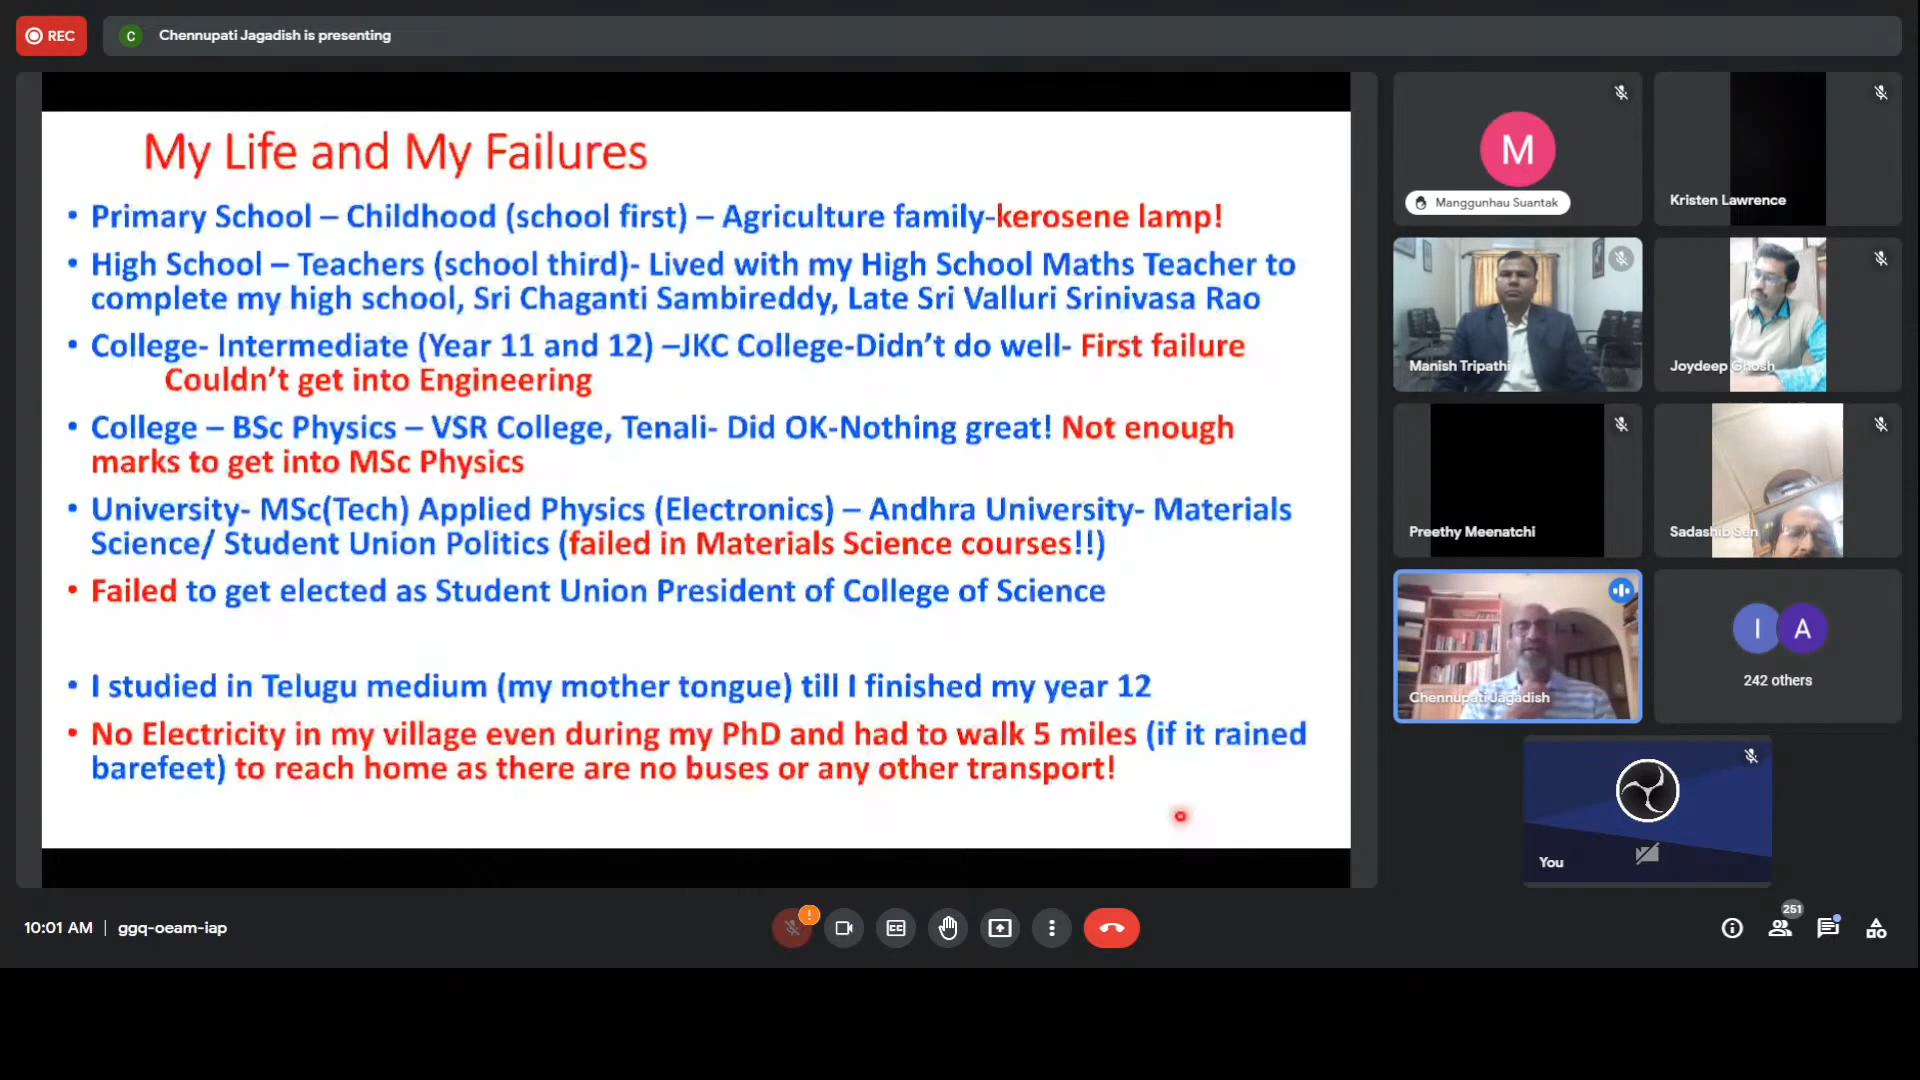 REC
C
Chennupati Jagadish is presenting
My Life and My Failures
• Primary School – Childhood (school first) – Agriculture family-kerosene lamp!
• High School – Teachers (school third)- Lived with my High School Maths Teacher to
complete my high school, Sri Chaganti Sambireddy, Late Sri Valluri Srinivasa Rao
• College- Intermediate (Year 11 and 12) –JKC College-Didn’t do well- First failure
Couldn’t get into Engineering
• College – BSc Physics – VSR College, Tenali- Did OK-Nothing great! Not enough
marks to get into MSc Physics
• University- MSc(Tech) Applied Physics (Electronics) – Andhra University- Materials
Science/ Student Union Politics (failed in Materials Science courses!!)
• Failed to get elected as Student Union President of College of Science
• I studied in Telugu medium (my mother tongue) till I finished my year 12
• No Electricity in my village even during my PhD and had to walk 5 miles (if it rained
barefeet) to reach home as there are no buses or any other transport!
M
Manggunhau Suantak
Kristen Lawrence
Manish Tripathi
Joydeep Ghosh
Preethy Meenatchi
Sadashib Sen
Chennupati Jagadish
I A
242 others
You
10:01 AM | ggq-oeam-iap
!
CC
251